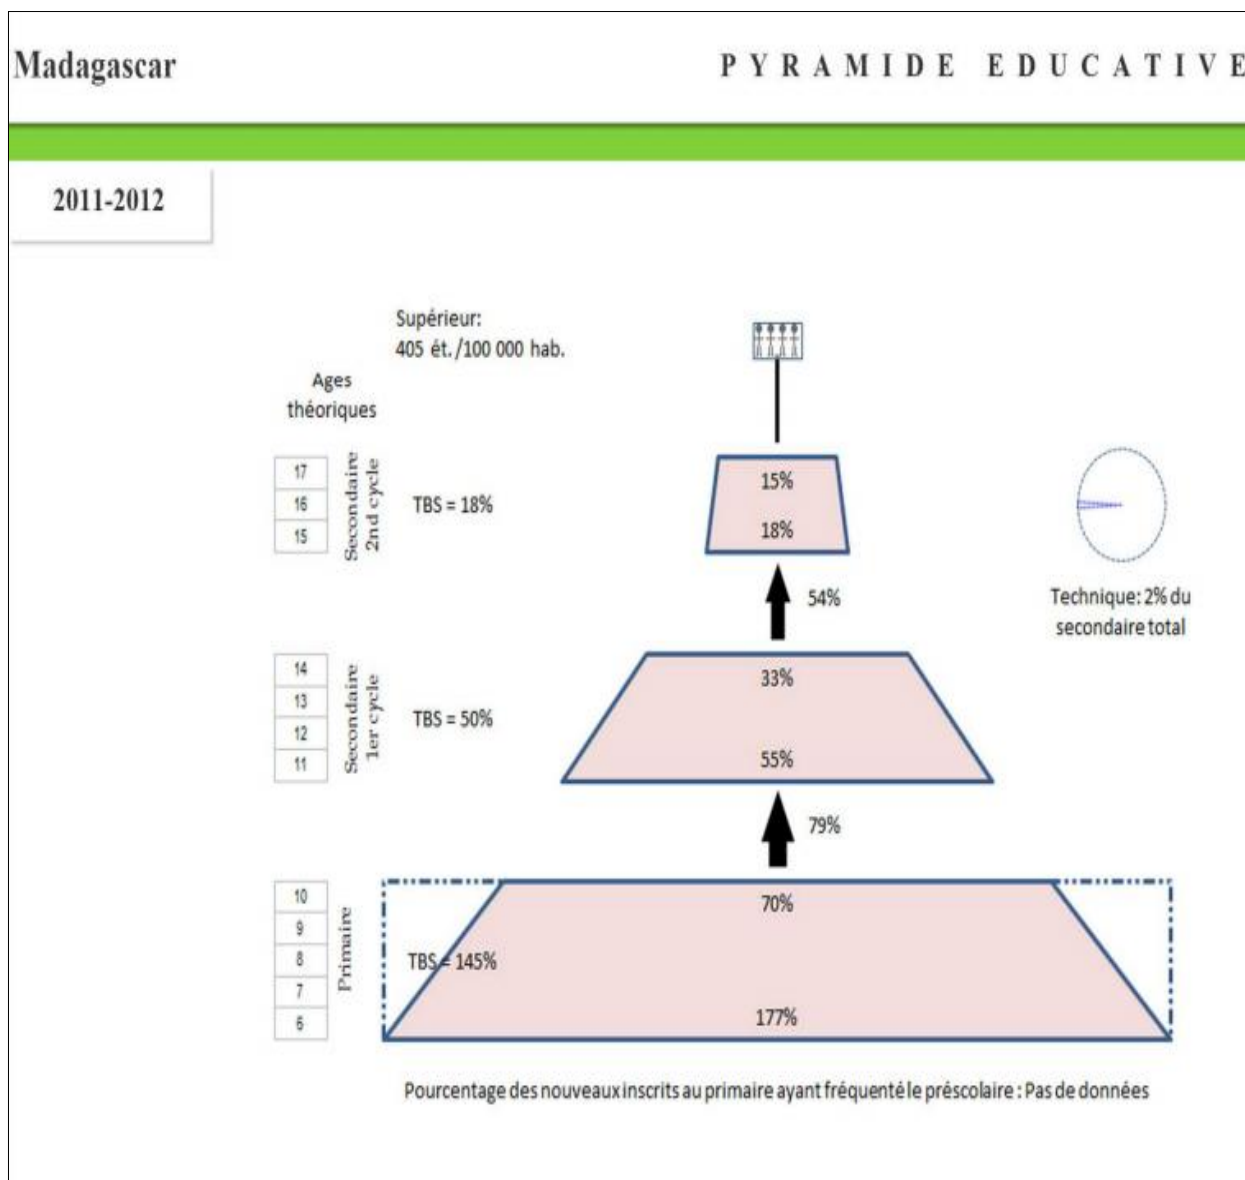 Madagascar
PYRAMIDE EDUCATIVE
2011-2012
Supérieur:
405 ét./100 000 hab.
Ages
théoriques
17
16
15
Secondaire
2nd cycle
TBS = 18%
15%
18%
54%
Technique: 2% du
secondaire total
14
13
12
11
Secondaire
1er cycle
TBS = 50%
33%
55%
79%
10
9
8
7
6
Primaire
TBS = 145%
70%
177%
Pourcentage des nouveaux inscrits au primaire ayant fréquenté le préscolaire : Pas de données